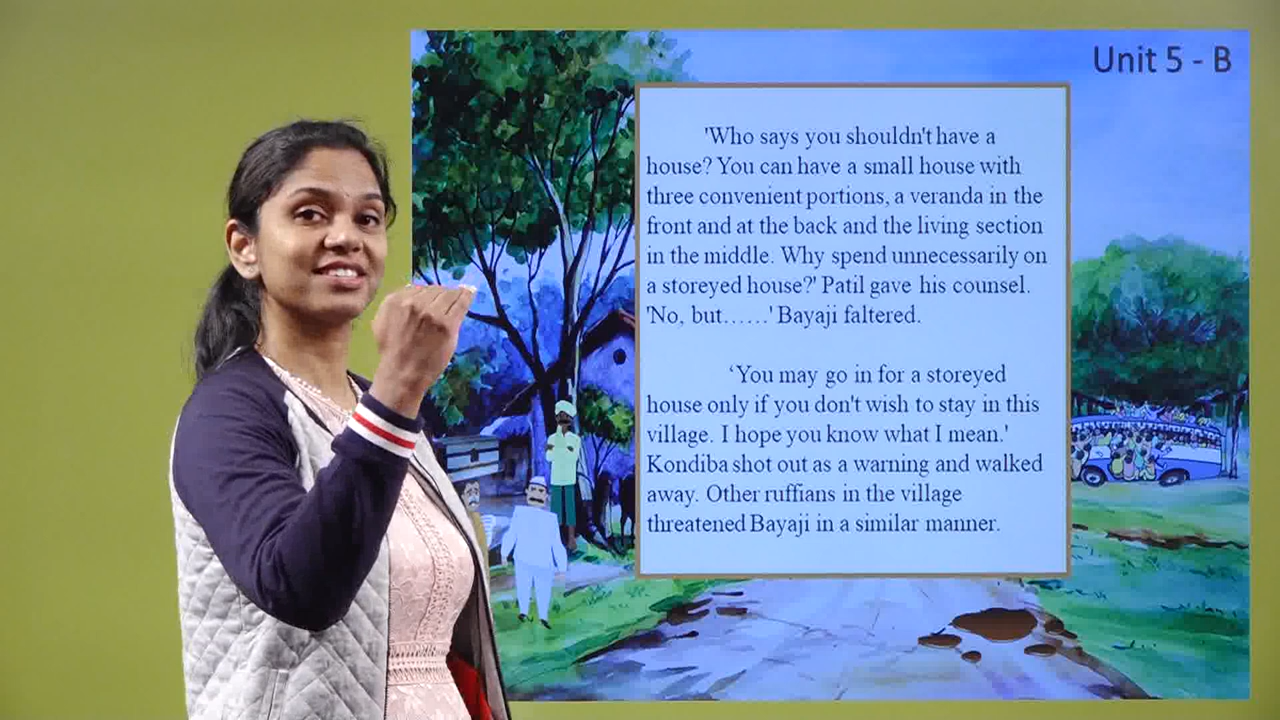 Unit 5 - B
'Who says you shouldn't have a
house? You can have a small house with
three convenient portions, a veranda in the
front and at the back and the living section
in the middle. Why spend unnecessarily on
a storeyed house?' Patil gave his counsel.
'No, but……' Bayaji faltered.
‘You may go in for a storeyed
house only if you don't wish to stay in this
village. I hope you know what I mean.'
Kondiba shot out as a warning and walked
away. Other ruffians in the village
threatened Bayaji in a similar manner.